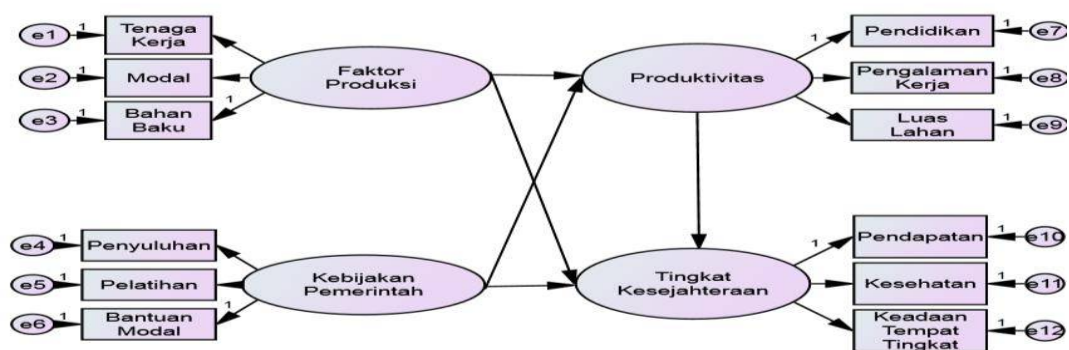 e1
1
Tenaga
Kerja
e2
1
Modal
e3
1
Bahan
Baku
1
Faktor
Produksi
Produktivitas
1
Pendidikan
1
e7
Pengalaman
Kerja
1
e8
Luas
Lahan
1
e9
e4
1
Penyuluhan
e5
1
Pelatihan
e6
1
Bantuan
Modal
1
Kebijakan
Pemerintah
Tingkat
Kesejahteraan
1
Pendapatan
1
e10
Kesehatan
1
e11
Keadaan
Tempat
Tingkat
1
e12